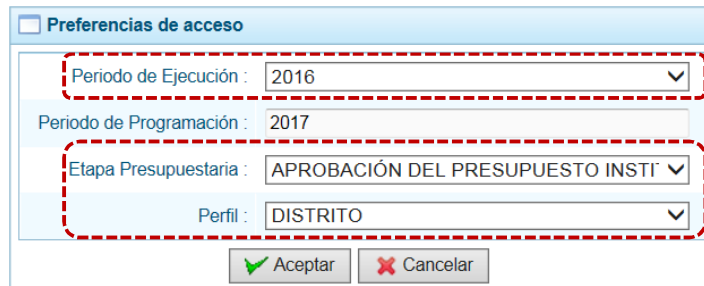 Preferencias de acceso
Periodo de Ejecución : 2016
Periodo de Programación : 2017
Etapa Presupuestaria : APROBACIÓN DEL PRESUPUESTO INSTI
Perfil : DISTRITO
Aceptar Cancelar